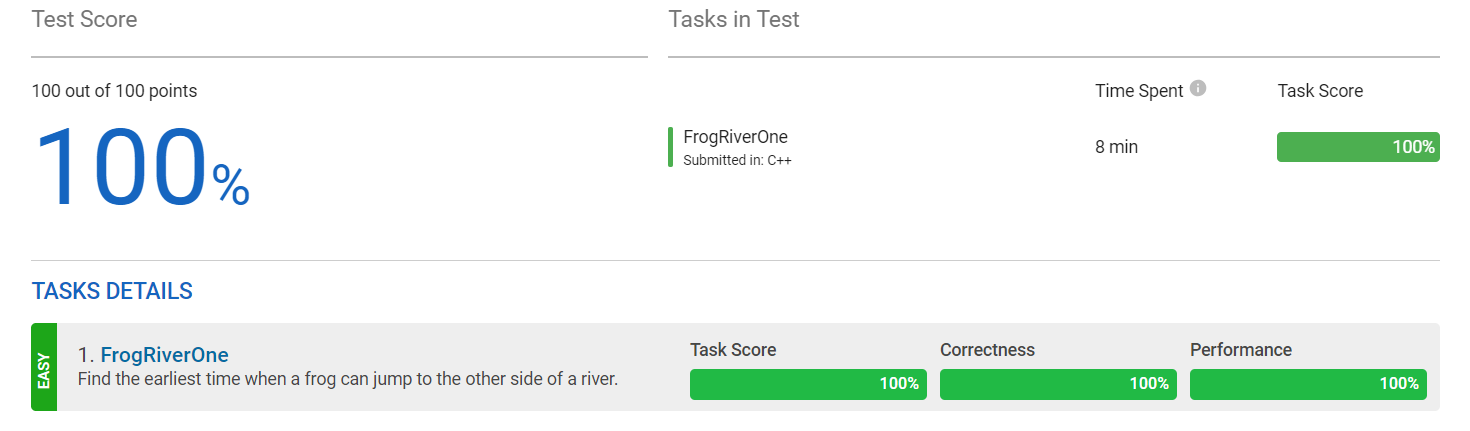 Test Score
Tasks in Test
100 out of 100 points
100%
Time Spent
Task Score
FrogRiverOne
Submitted in: C++
8 min
100%
TASKS DETAILS
EASY
1. FrogRiverOne
Find the earliest time when a frog can jump to the other side of a river.
Task Score
Correctness
Performance
100%
100%
100%